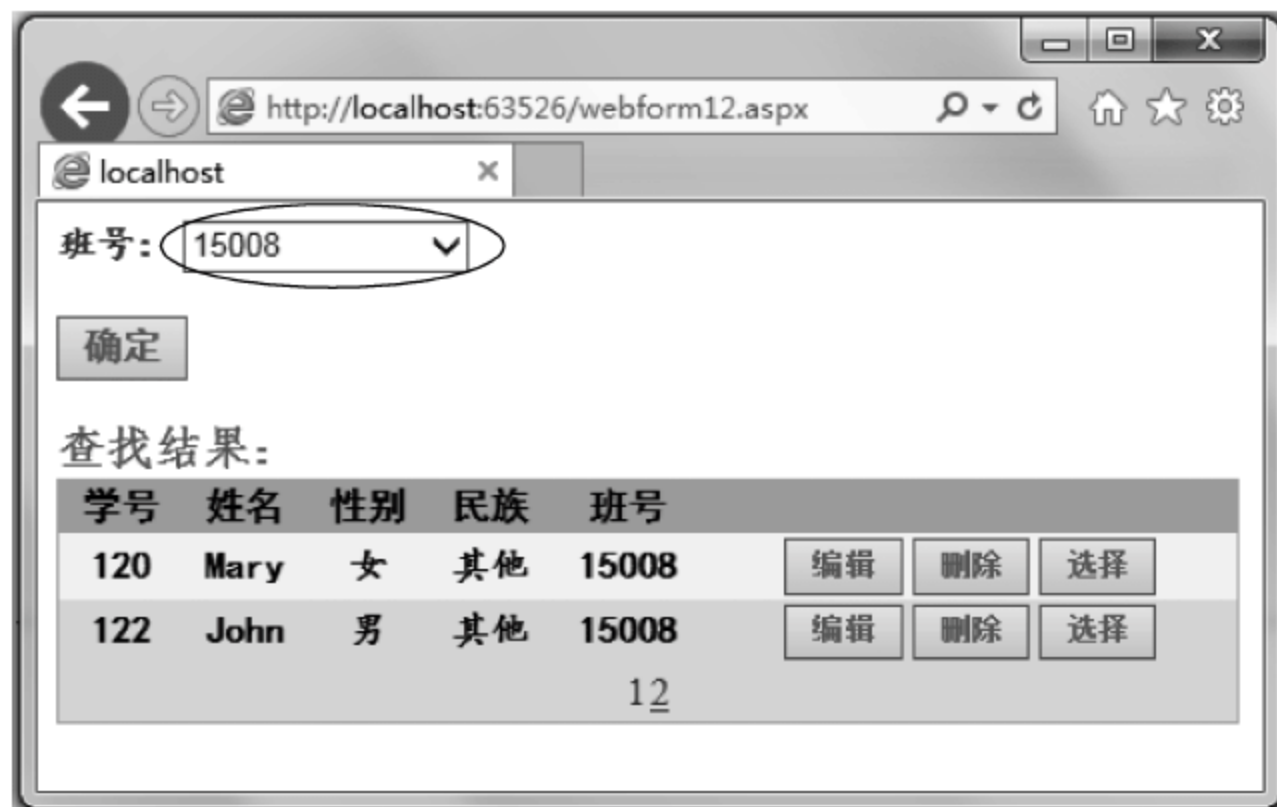 http://localhost:63526/webform12.aspx
localhost
班号: 15008
确定
查找结果:
学号 姓名 性别 民族 班号
120 Mary 女 其他 15008 编辑 删除 选择
122 John 男 其他 15008 编辑 删除 选择
1 2